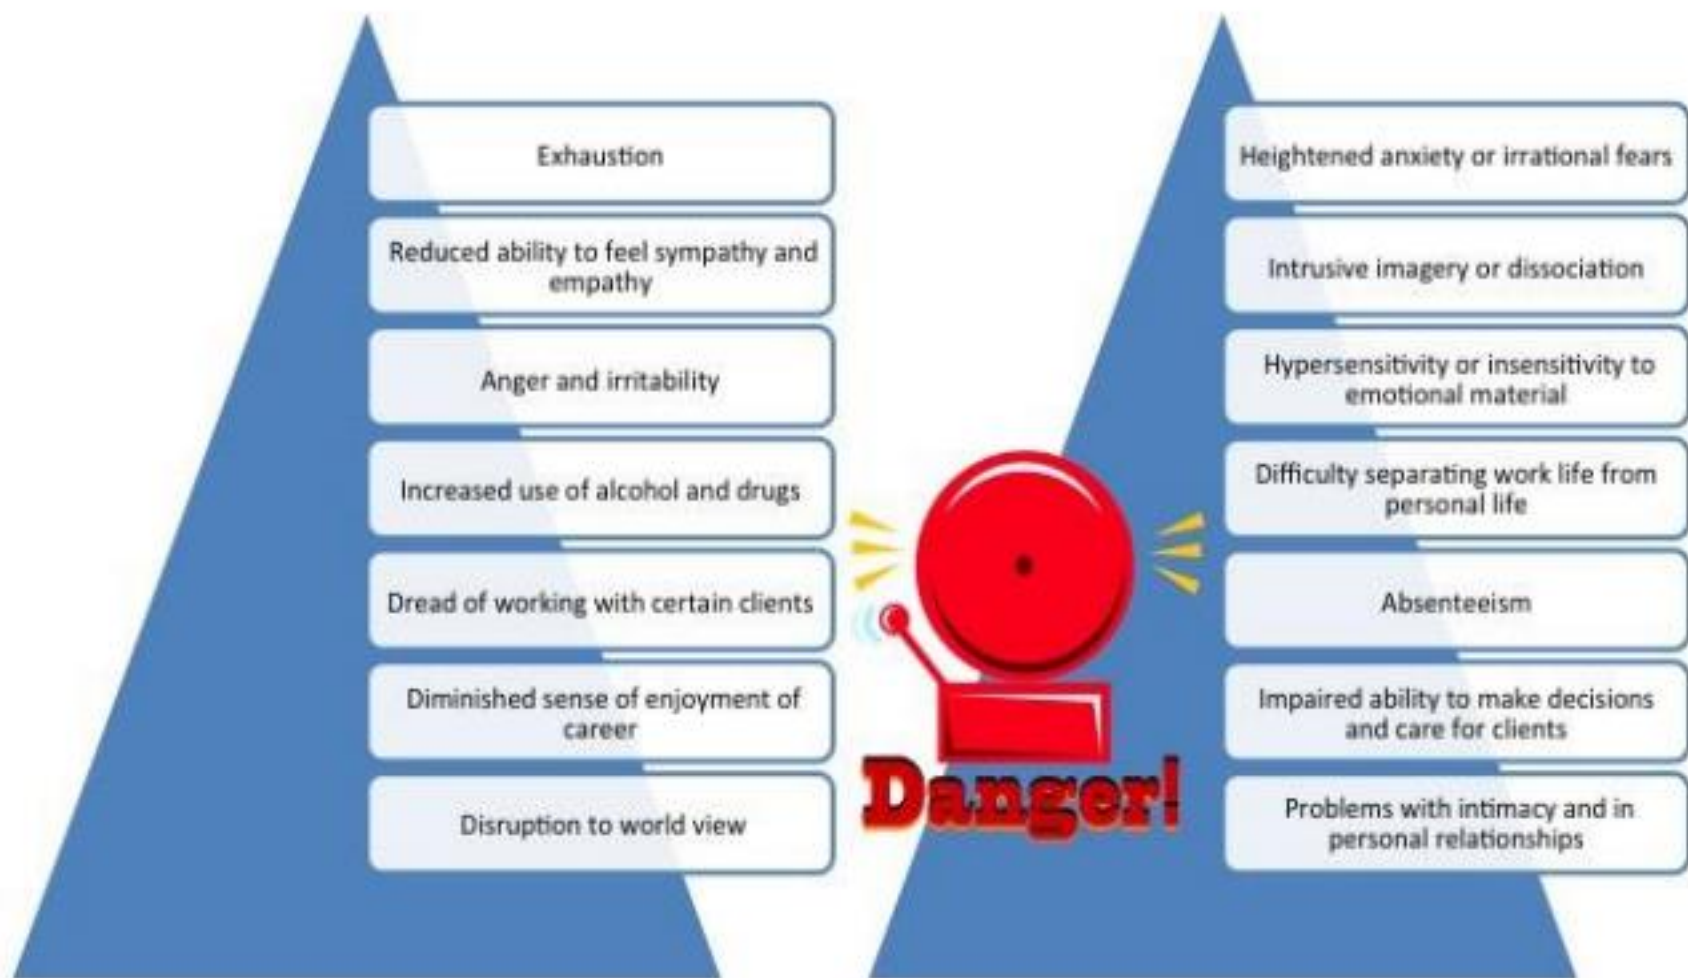 Exhaustion
Reduced ability to feel sympathy and
empathy
Anger and irritability
Increased use of alcohol and drugs
Dread of working with certain clients
Diminished sense of enjoyment of
career
Disruption to world view
Danger!
Heightened anxiety or irrational fears
Intrusive imagery or dissociation
Hypersensitivity or insensitivity to
emotional material
Difficulty separating work life from
personal life
Absenteeism
Impaired ability to make decisions
and care for clients
Problems with intimacy and in
personal relationships